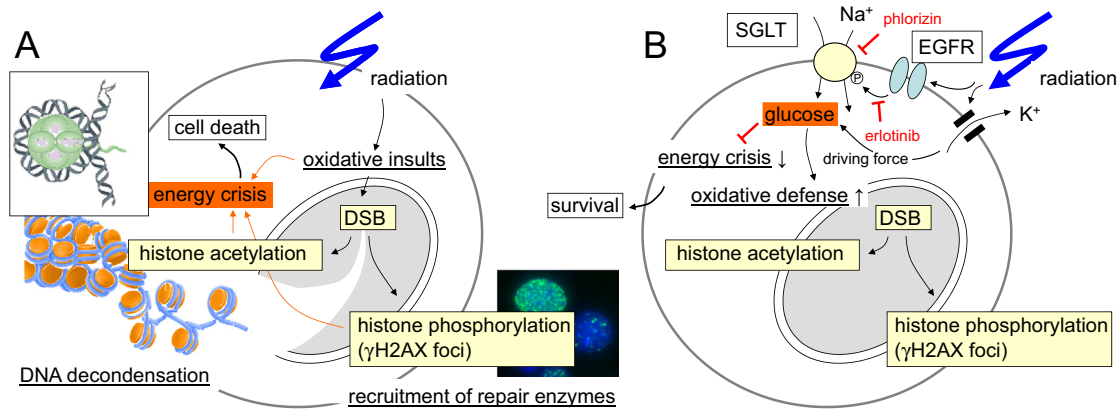 A
radiation
cell death
oxidative insults
energy crisis
DSB
histone acetylation
histone phosphorylation
(γH2AX foci)
DNA decondensation
recruitment of repair enzymes
B
SGLT
Na⁺
phlorizin
EGFR
radiation
P
glucose
erlotinib
K⁺
energy crisis ↓
driving force
oxidative defense ↑
survival
DSB
histone acetylation
histone phosphorylation
(γH2AX foci)